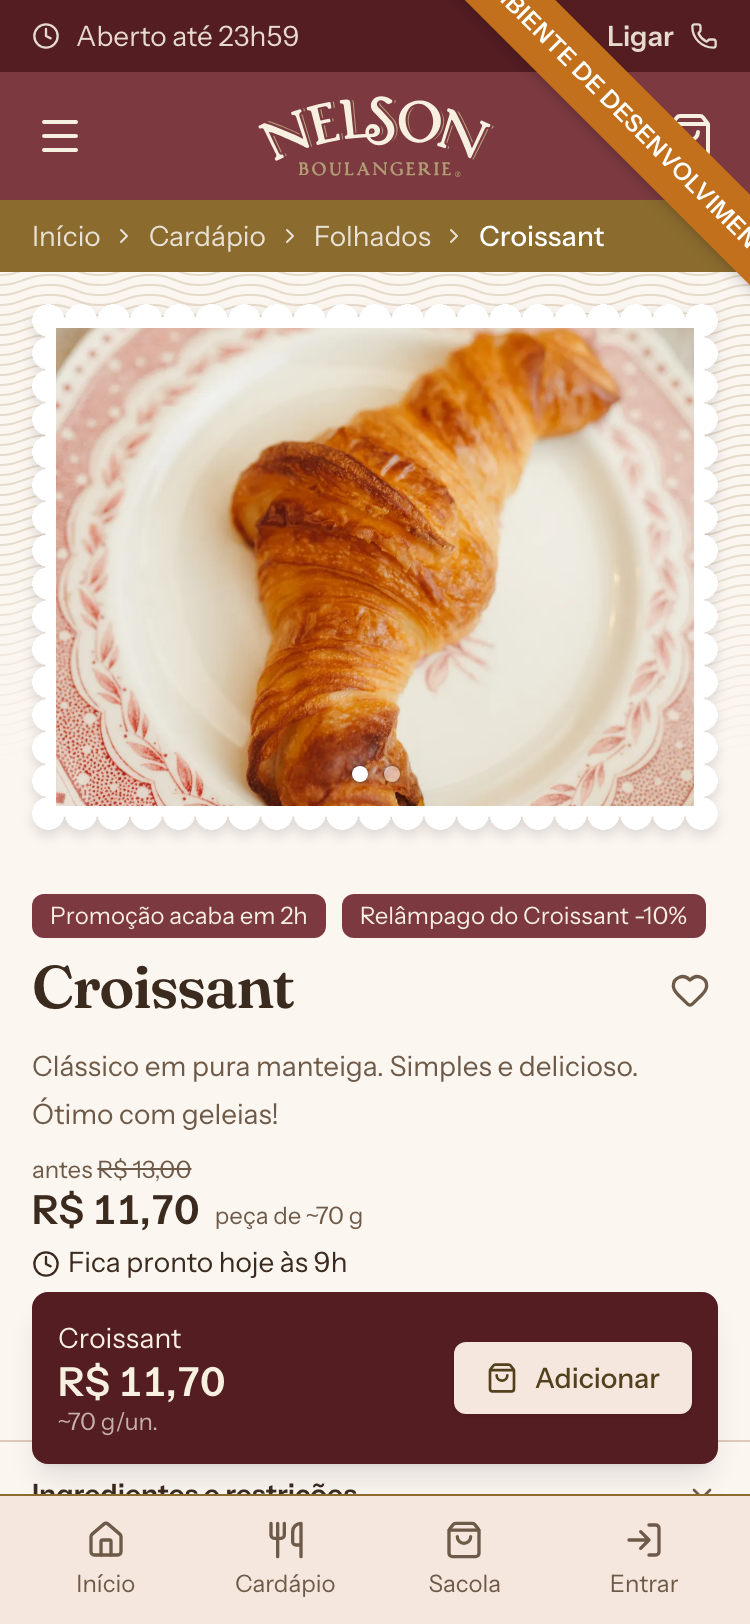 Aberto até 23h59
Ligar
NELSON
BOULANGERIE
DE DESENVOLVIMEN
Início > Cardápio > Folhados > Croissant
Promoção acaba em 2h
Relâmpago do Croissant -10%
Croissant
Clássico em pura manteiga. Simples e delicioso.
Ótimo com geleias!
antes R$ 13,00
R$ 11,70 peça de ~70 g
Fica pronto hoje às 9h
Croissant
R$ 11,70
~70 g/un.
Adicionar
Ingredientes e restrições
Início
Cardápio
Sacola
Entrar